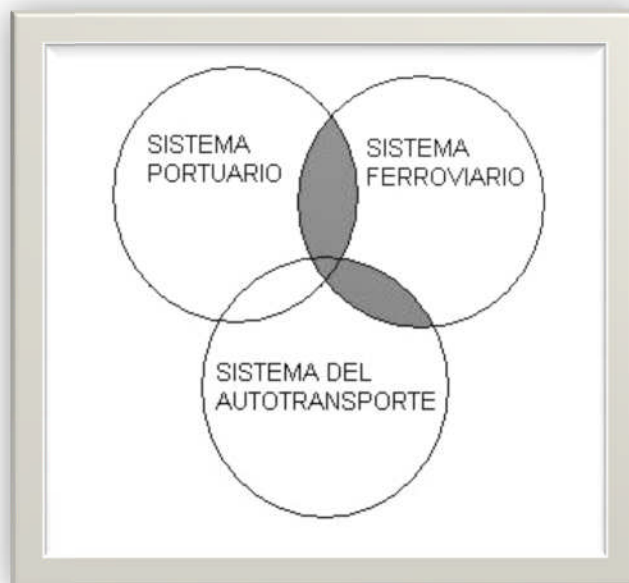 SISTEMA
PORTUARIO
SISTEMA
FERROVIARIO
SISTEMA DEL
AUTOTRANSPORTE